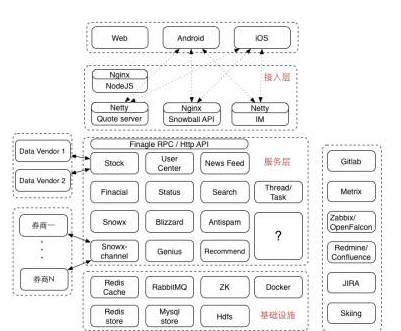 Web
Android
iOS
接入层
Nginx
NodeJS
Netty
Quote server
Nginx
Snowball API
Netty
IM
Finagle RPC / Http API
服务层
Data Vendor 1
Data Vendor 2
Stock
User
Center
News Feed
Finacial
Status
Search
Thread/
Task
券商一
券商N
Snowx
Blizzard
Antispam
?
Snowx-
channel
Genius
Recommend
Redis
Cache
RabbitMQ
ZK
Docker
Redis
store
Mysql
store
Hdfs
基础设施
Gitlab
Metrix
Zabbix/
OpenFalcon
Redmine/
Confluence
JIRA
Skiing